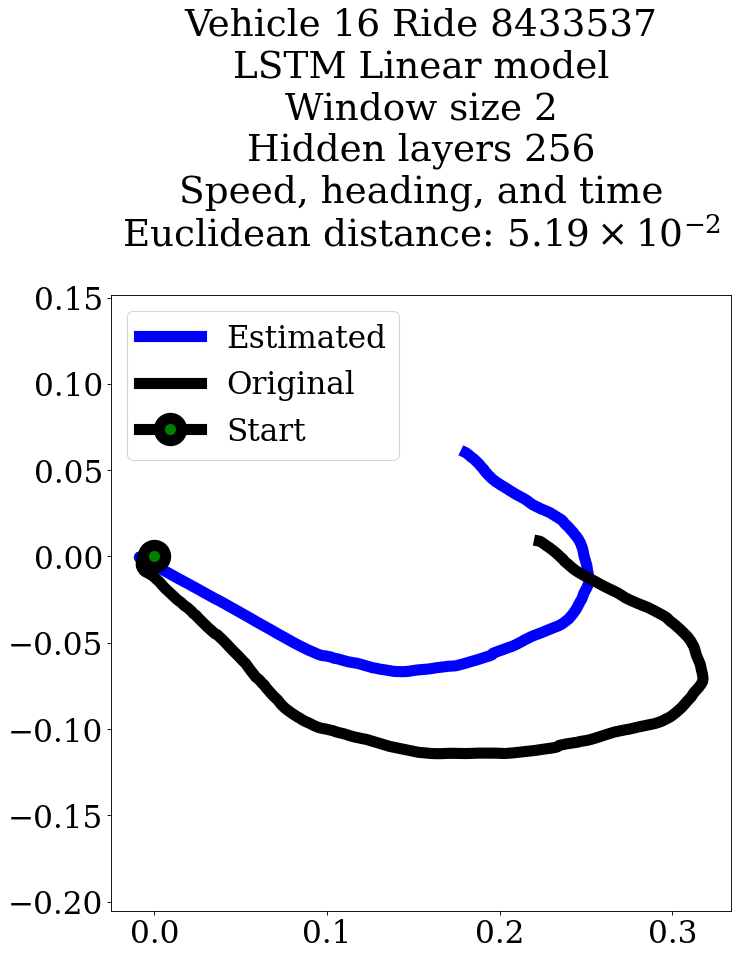 Vehicle 16 Ride 8433537
LSTM Linear model
Window size 2
Hidden layers 256
Speed, heading, and time
Euclidean distance: 5.19 × 10⁻²
0.15
0.10
0.05
0.00
−0.05
−0.10
−0.15
−0.20
Estimated
Original
Start
0.0 0.1 0.2 0.3